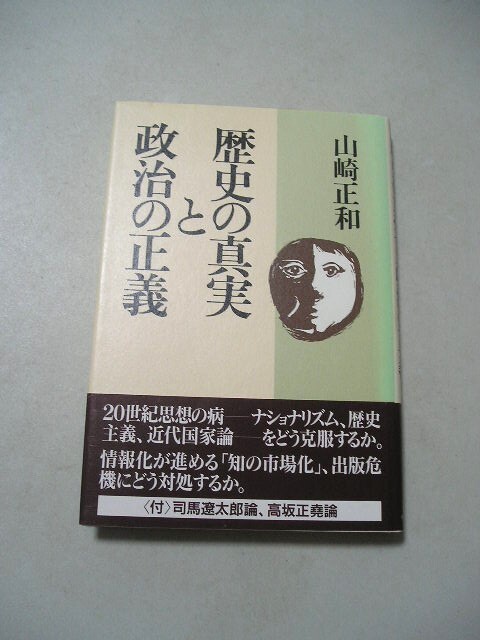 山崎正和
歴史の真実
と
政治の正義
20世紀思想の病――ナショナリズム、歴史
主義、近代国家論――をどう克服するか。
情報化が進める「知の市場化」、出版危
機にどう対処するか。
〈付〉司馬遼太郎論、高坂正堯論